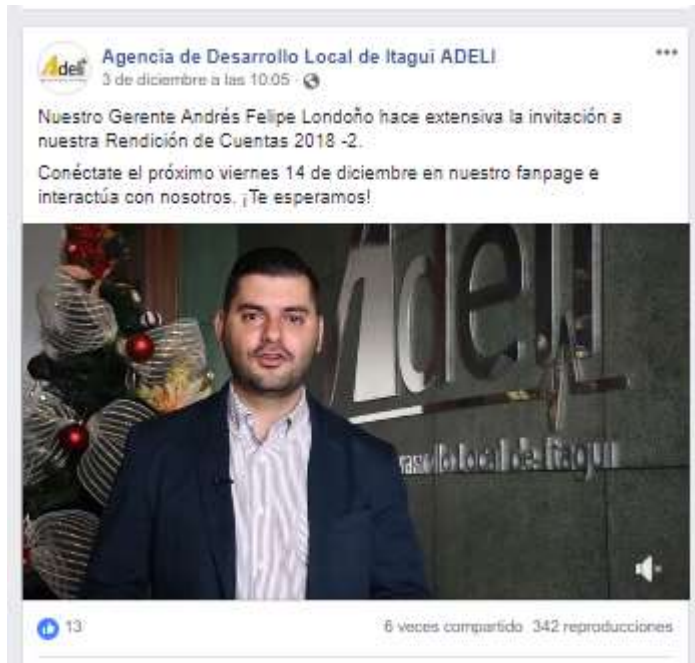 Adeli
Agencia de Desarrollo Local de Itagui ADELI
3 de diciembre a las 10:05
Nuestro Gerente Andrés Felipe Londoño hace extensiva la invitación a
nuestra Rendición de Cuentas 2018 -2.
Conéctate el próximo viernes 14 de diciembre en nuestro fanpage e
interactúa con nosotros. ¡Te esperamos!
Adeli
rrollo Local de Itagui
13
6 veces compartido 342 reproducciones